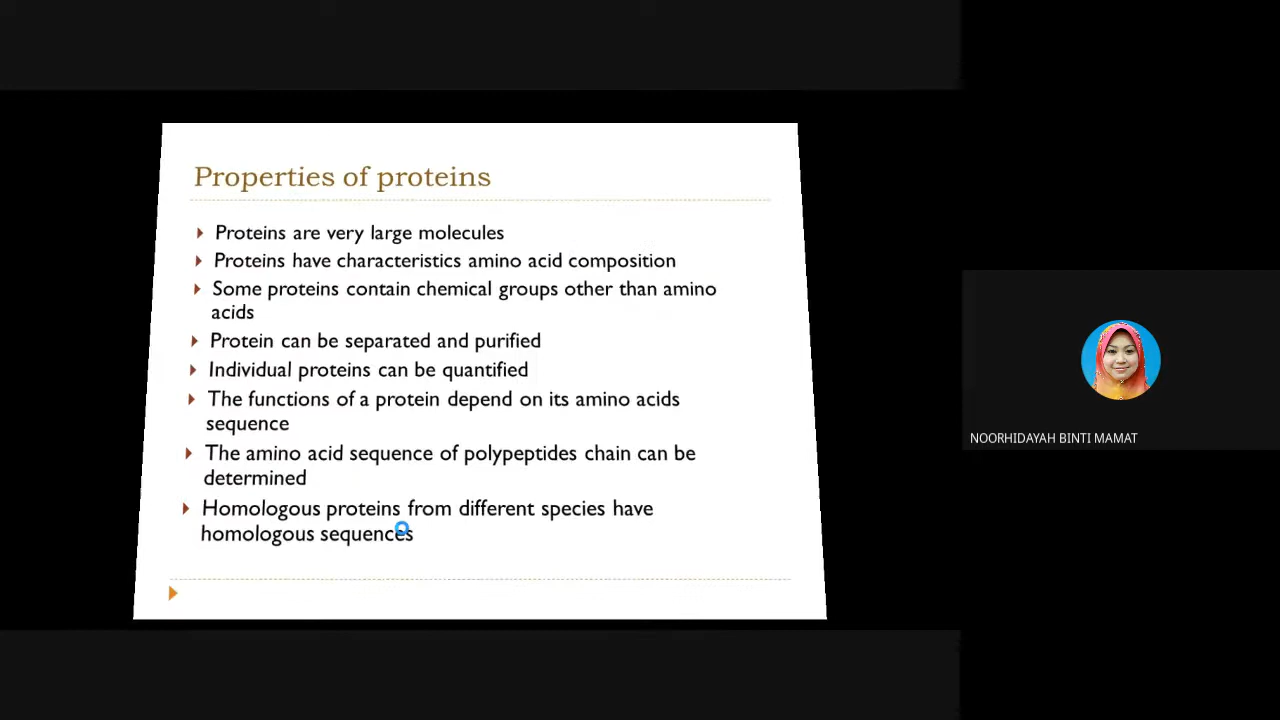 Properties of proteins
Proteins are very large molecules
Proteins have characteristics amino acid composition
Some proteins contain chemical groups other than amino
acids
Protein can be separated and purified
Individual proteins can be quantified
The functions of a protein depend on its amino acids
sequence
The amino acid sequence of polypeptides chain can be
determined
Homologous proteins from different species have
homologous sequences
NOORHIDAYAH BINTI MAMAT